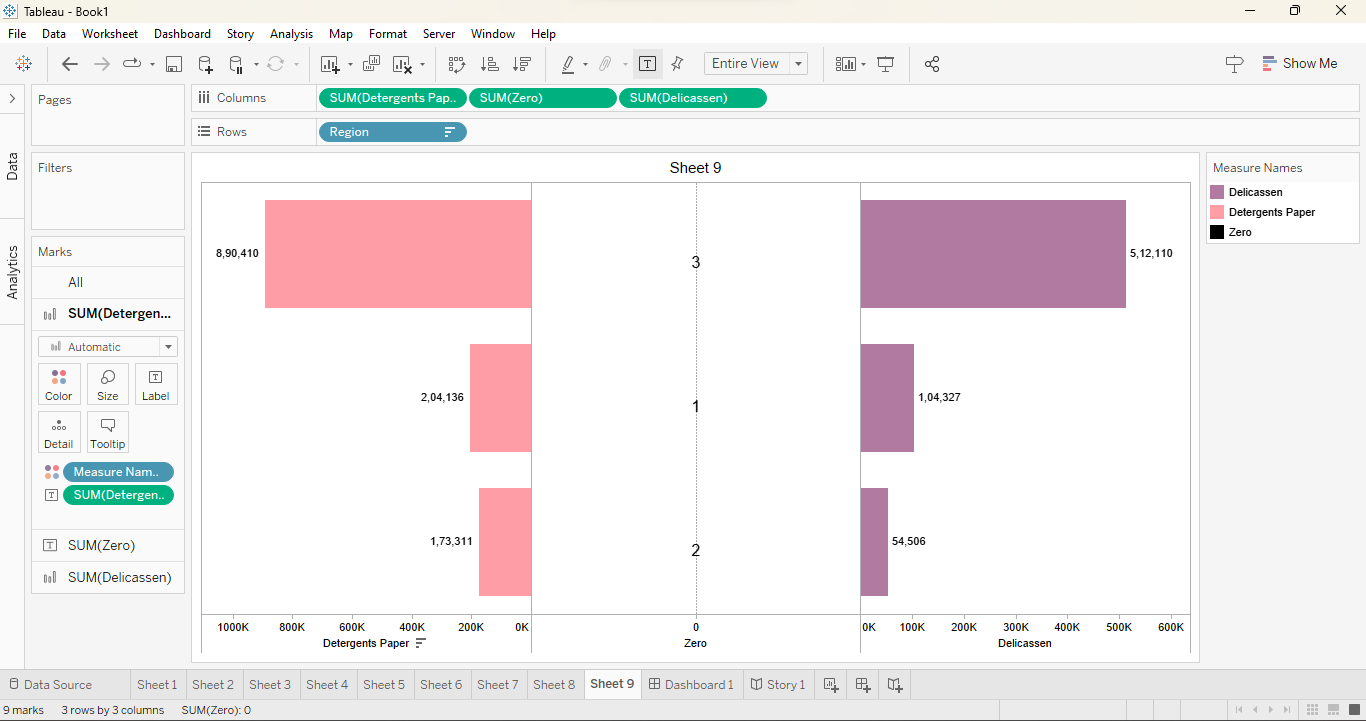 Tableau - Book1
File Data Worksheet Dashboard Story Analysis Map Format Server Window Help
Entire View
Show Me
Pages
Columns
SUM(Detergents Pap.. SUM(Zero) SUM(Delicassen)
Rows
Region
Data
Analytics
Filters
Marks
All
SUM(Detergen...
Automatic
Color Size Label
Detail Tooltip
Measure Nam..
SUM(Detergen..
SUM(Zero)
SUM(Delicassen)
Sheet 9
8,90,410 3 5,12,110
2,04,136 1 1,04,327
1,73,311 2 54,506
1000K 800K 600K 400K 200K 0K 0 0K 100K 200K 300K 400K 500K 600K
Detergents Paper Zero Delicassen
Measure Names
Delicassen
Detergents Paper
Zero
Data Source Sheet 1 Sheet 2 Sheet 3 Sheet 4 Sheet 5 Sheet 6 Sheet 7 Sheet 8 Sheet 9 Dashboard 1 Story 1
9 marks 3 rows by 3 columns SUM(Zero): 0